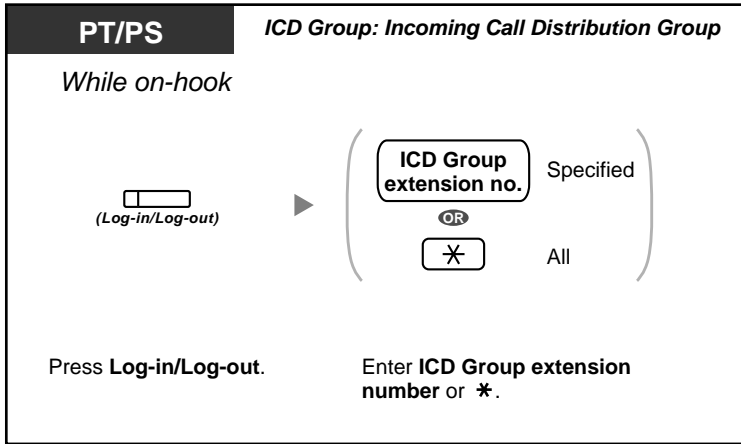 PT/PS
ICD Group: Incoming Call Distribution Group
While on-hook
(Log-in/Log-out)
ICD Group
extension no.
Specified
OR
*
All
Press Log-in/Log-out.
Enter ICD Group extension
number or *.